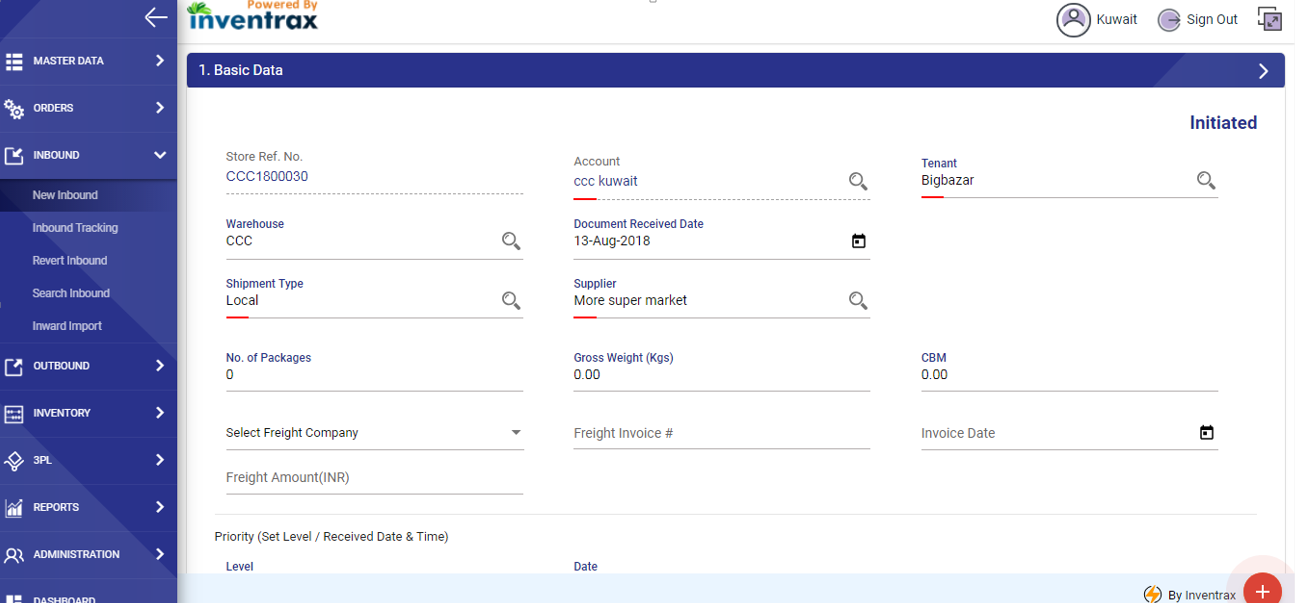 Powered By
inventrax
Kuwait
Sign Out
MASTER DATA
ORDERS
INBOUND
New Inbound
Inbound Tracking
Revert Inbound
Search Inbound
Inward Import
OUTBOUND
INVENTORY
3PL
REPORTS
ADMINISTRATION
DASHBOARD
1. Basic Data
Initiated
Store Ref. No.
CCC1800030
Account
ccc kuwait
Tenant
Bigbazar
Warehouse
CCC
Document Received Date
13-Aug-2018
Shipment Type
Local
Supplier
More super market
No. of Packages
0
Gross Weight (Kgs)
0.00
CBM
0.00
Select Freight Company
Freight Invoice #
Invoice Date
Freight Amount(INR)
Priority (Set Level / Received Date & Time)
Level
Date
By Inventrax